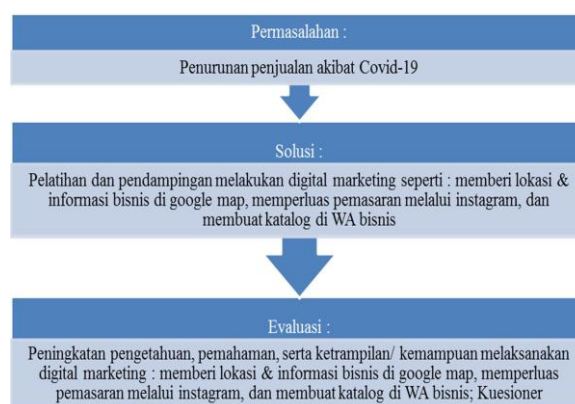 Permasalahan :
Penurunan penjualan akibat Covid-19
Solusi :
Pelatihan dan pendampingan melakukan digital marketing seperti : memberi lokasi &
informasi bisnis di google map, memperluas pemasaran melalui instagram, dan
membuat katalog di WA bisnis
Evaluasi :
Peningkatan pengetahuan, pemahaman, serta ketrampilan/ kemampuan melaksanakan
digital marketing : memberi lokasi & informasi bisnis di google map, memperluas
pemasaran melalui instagram, dan membuat katalog di WA bisnis; Kuesioner